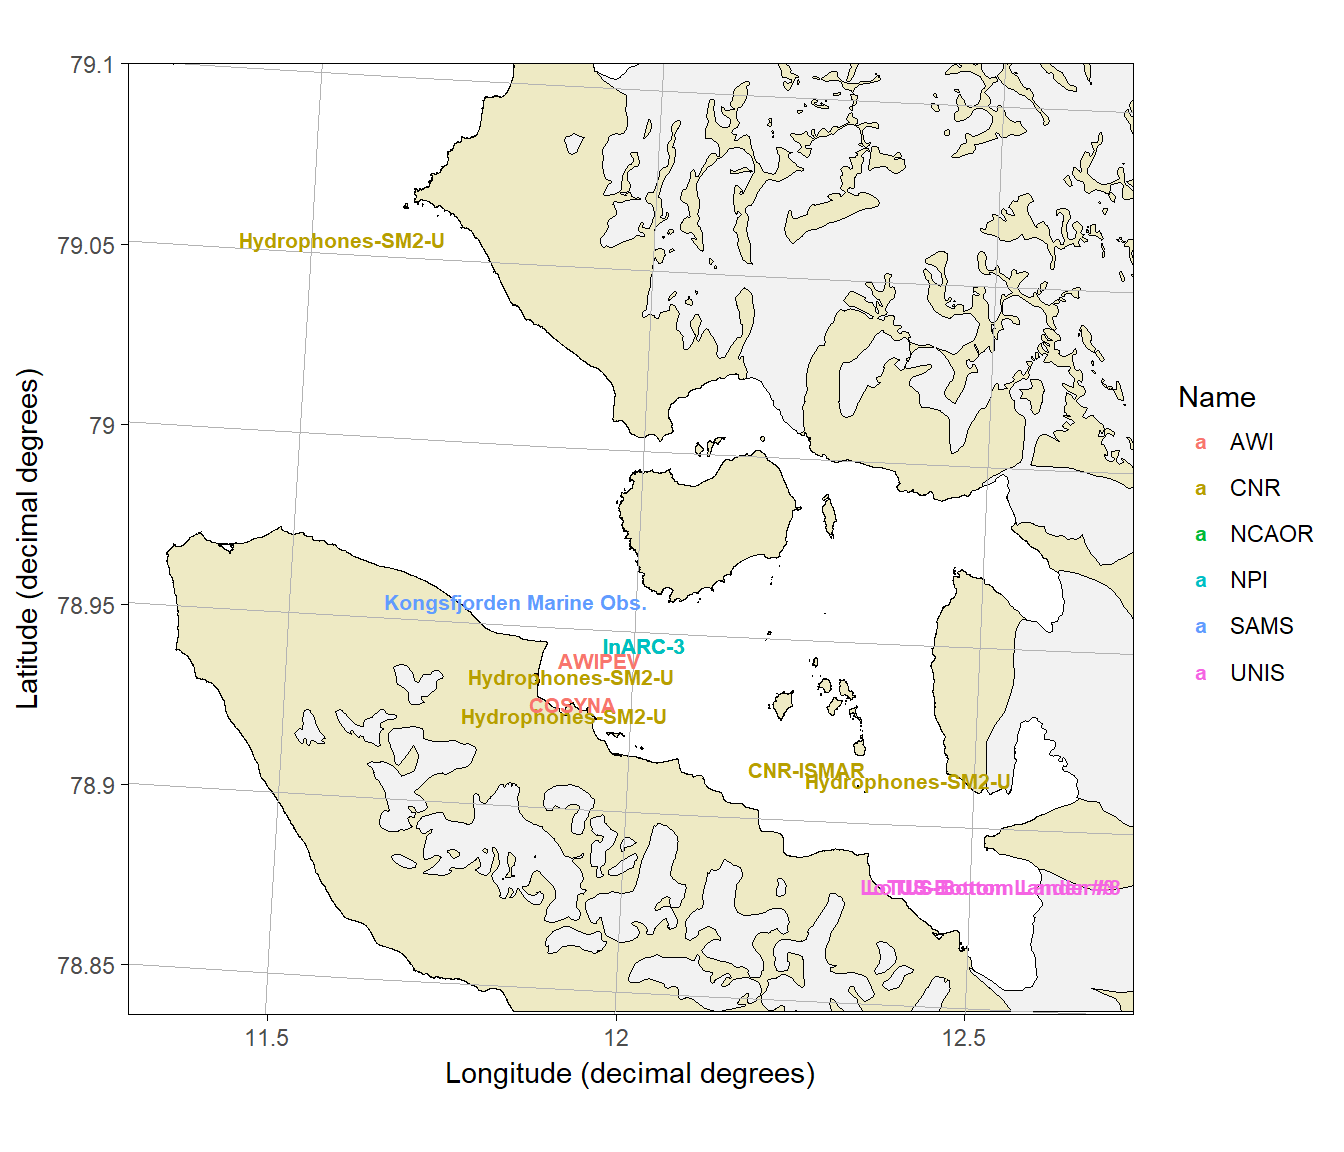 79.1
79.05
79
78.95
78.9
78.85
Latitude (decimal degrees)
Hydrophones-SM2-U
Kongsfjorden Marine Obs.
InARC-3
AWIPEV
Hydrophones-SM2-U
COSYNA
Hydrophones-SM2-U
CNR-ISMAR
Hydrophones-SM2-U
11.5
12
12.5
Longitude (decimal degrees)
Name
a AWI
a CNR
a NCAOR
a NPI
a SAMS
a UNIS